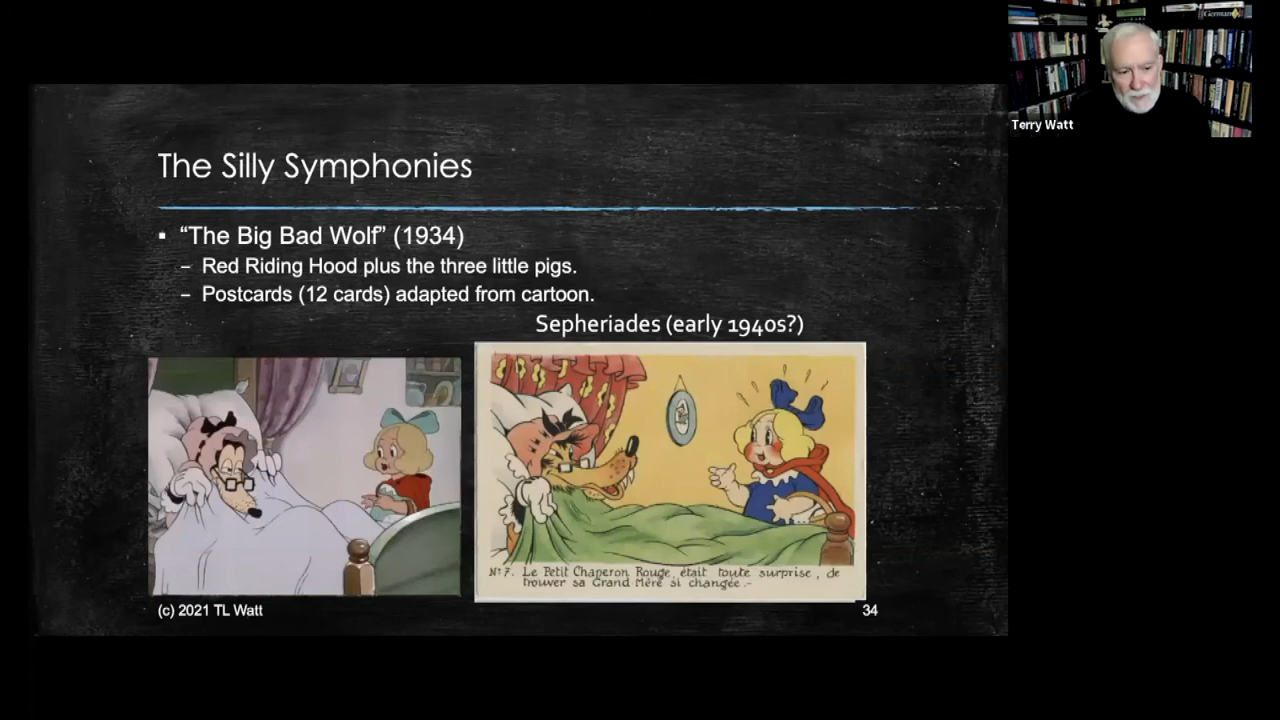 The Silly Symphonies
▪ “The Big Bad Wolf” (1934)
– Red Riding Hood plus the three little pigs.
– Postcards (12 cards) adapted from cartoon.
Sepheriades (early 1940s?)
Nº 7. Le Petit Chaperon Rouge, était toute surprise, de
trouver sa Grand Mère si changée.-
(c) 2021 TL Watt
34
German
Terry Watt